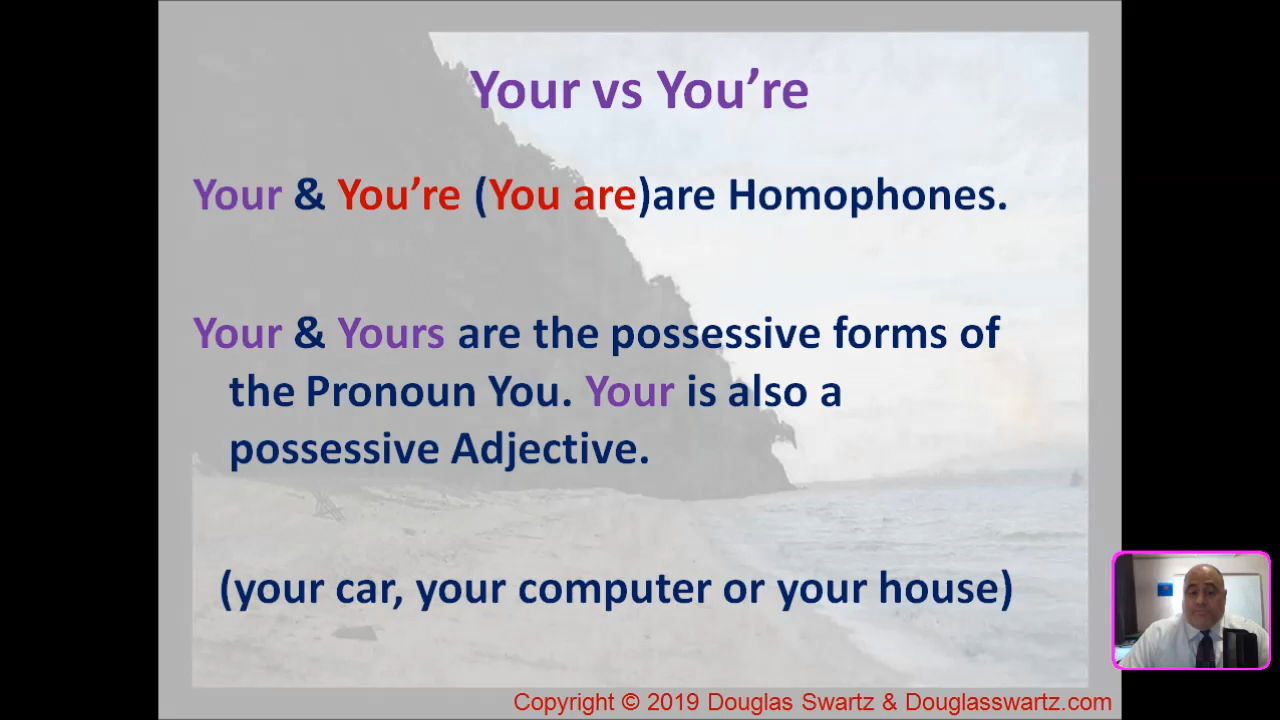 Your vs You’re
Your & You’re (You are)are Homophones.
Your & Yours are the possessive forms of
the Pronoun You. Your is also a
possessive Adjective.
(your car, your computer or your house)
Copyright © 2019 Douglas Swartz & Douglasswartz.com